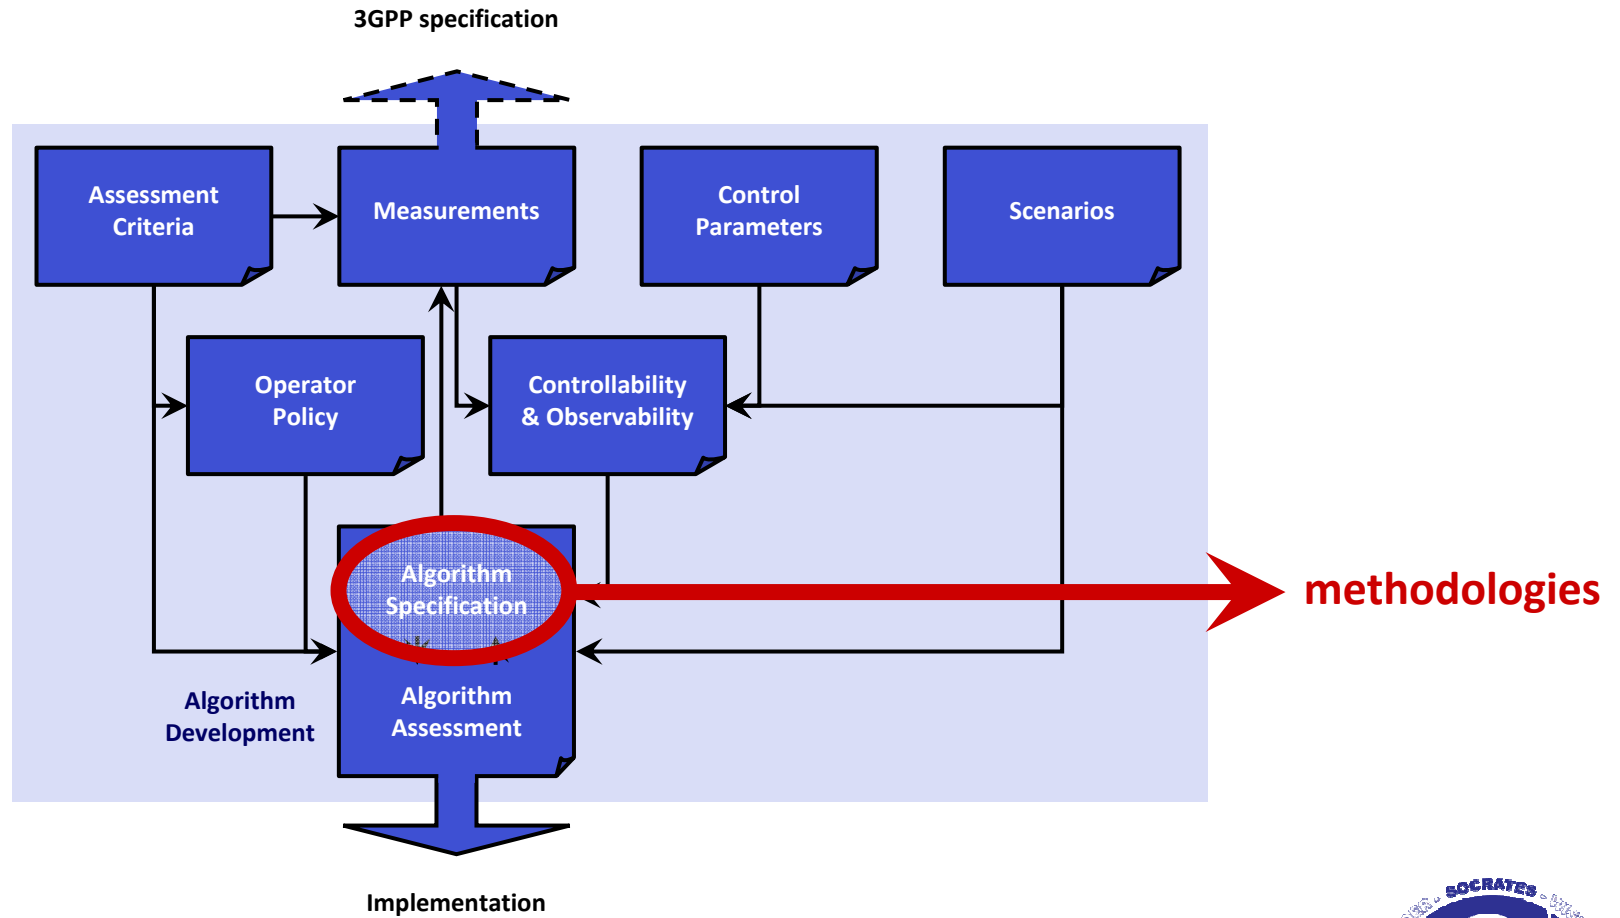 3GPP specification
Assessment
Criteria
Measurements
Control
Parameters
Scenarios
Operator
Policy
Controllability
& Observability
Algorithm
Specification
methodologies
Algorithm
Assessment
Algorithm
Development
Implementation
SOCRATES